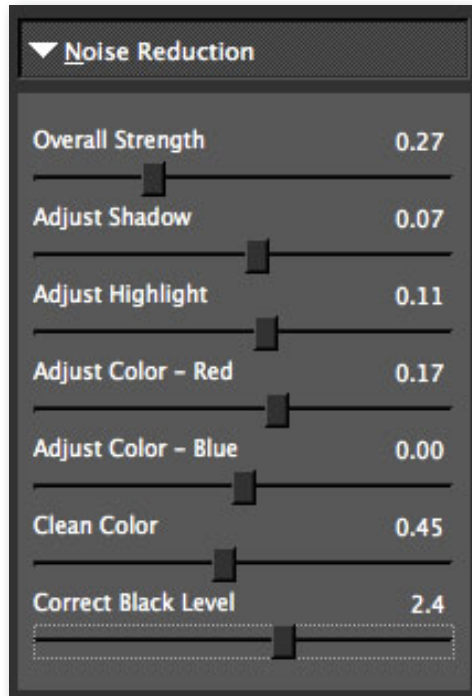 Noise Reduction
Overall Strength 0.27
Adjust Shadow 0.07
Adjust Highlight 0.11
Adjust Color – Red 0.17
Adjust Color – Blue 0.00
Clean Color 0.45
Correct Black Level 2.4